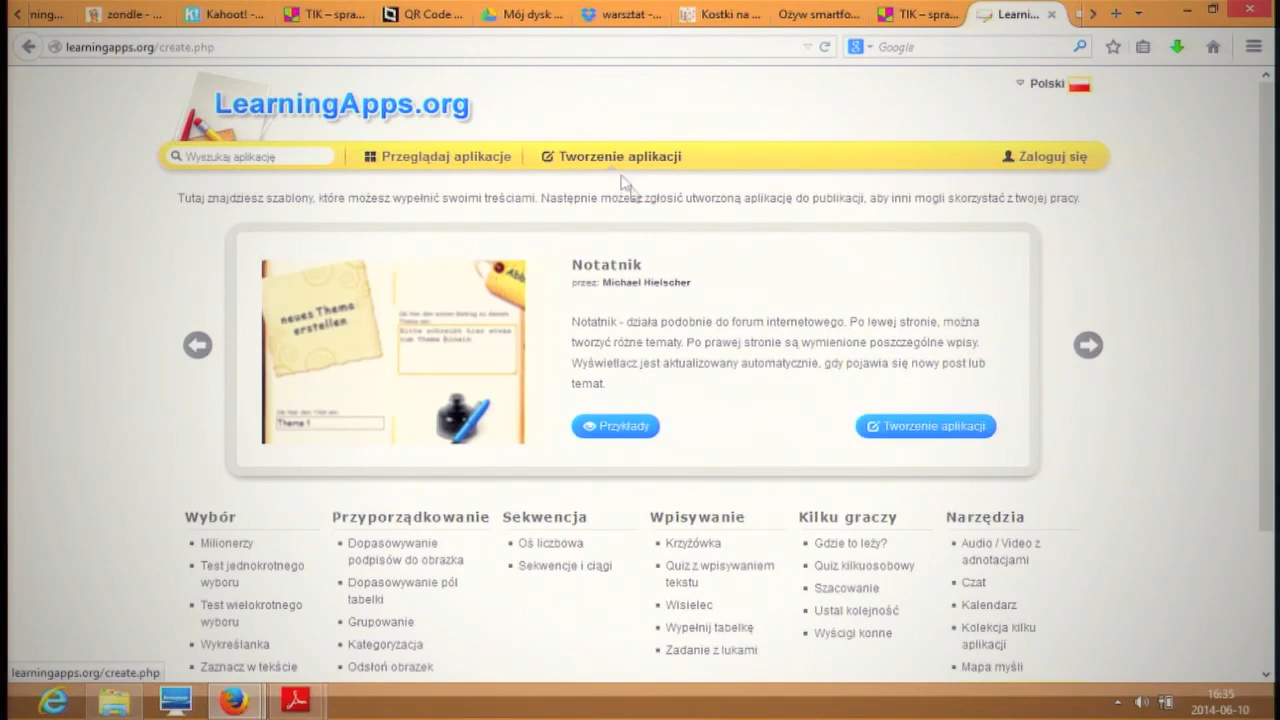 ning...
zondle - ...
Kahoot! -...
TIK – spra...
QR Code ...
Mój dysk ...
warsztat -...
Kostki na ...
Ożyw smartfo...
TIK – spra...
Learni...
learningapps.org/create.php
Google
LearningApps.org
Polski
Wyszukaj aplikację
Przeglądaj aplikacje
Tworzenie aplikacji
Zaloguj się
Tutaj znajdziesz szablony, które możesz wypełnić swoimi treściami. Następnie możesz zgłosić utworzoną aplikację do publikacji, aby inni mogli skorzystać z twojej pracy.
neues Thema
erstellen
Thema 1
Notatnik
przez: Michael Hielscher
Notatnik - działa podobnie do forum internetowego. Po lewej stronie, można
tworzyć różne tematy. Po prawej stronie są wymienione poszczególne wpisy.
Wyświetlacz jest aktualizowany automatycznie, gdy pojawia się nowy post lub
temat.
Przykłady
Tworzenie aplikacji
Wybór
Milionerzy
Test jednokrotnego
wyboru
Test wielokrotnego
wyboru
Wykreślanka
Zaznacz w tekście
Przyporządkowanie
Dopasowywanie
podpisów do obrazka
Dopasowywanie pól
tabelki
Grupowanie
Kategoryzacja
Odsłoń obrazek
Sekwencja
Oś liczbowa
Sekwencje i ciągi
Wpisywanie
Krzyżówka
Quiz z wpisywaniem
tekstu
Wisielec
Wypełnij tabelkę
Zadanie z lukami
Kilku graczy
Gdzie to leży?
Quiz kilkuosobowy
Szacowanie
Ustal kolejność
Wyścigi konne
Narzędzia
Audio / Video z
adnotacjami
Czat
Kalendarz
Kolekcja kilku
aplikacji
Mapa myśli
learningapps.org/create.php
16:35
2014-06-10